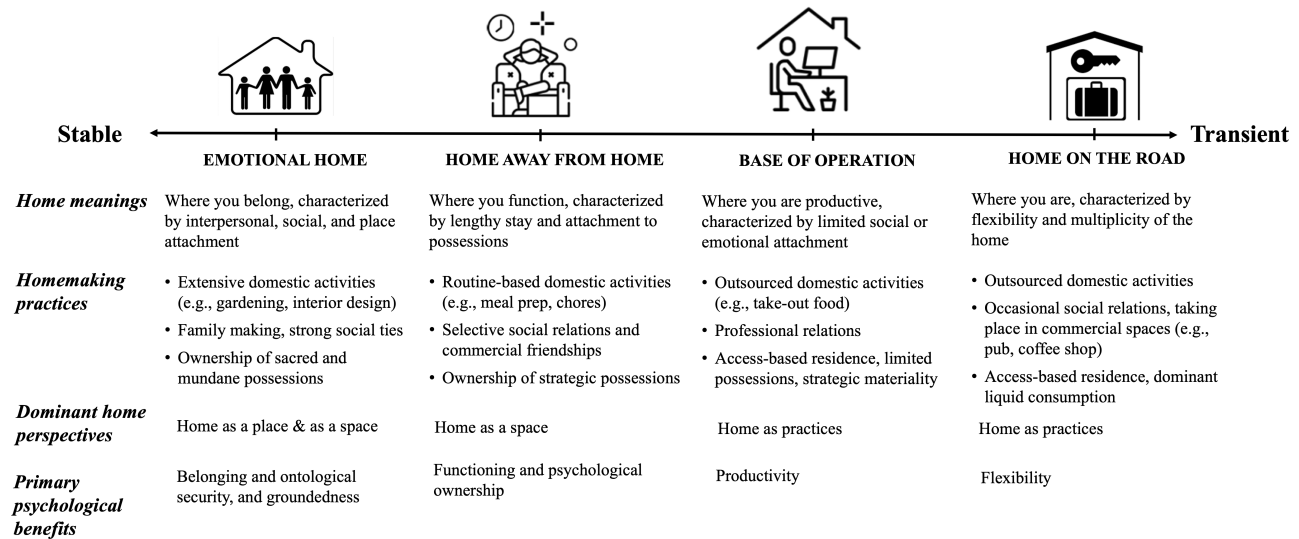 Stable
Transient
EMOTIONAL HOME
HOME AWAY FROM HOME
BASE OF OPERATION
HOME ON THE ROAD
Home meanings
Where you belong, characterized
by interpersonal, social, and place
attachment
Where you function, characterized
by lengthy stay and attachment to
possessions
Where you are productive,
characterized by limited social or
emotional attachment
Where you are, characterized by
flexibility and multiplicity of the
home
Homemaking
practices
• Extensive domestic activities
(e.g., gardening, interior design)
• Family making, strong social ties
• Ownership of sacred and
mundane possessions
• Routine-based domestic activities
(e.g., meal prep, chores)
• Selective social relations and
commercial friendships
• Ownership of strategic possessions
• Outsourced domestic activities
(e.g., take-out food)
• Professional relations
• Access-based residence, limited
possessions, strategic materiality
• Outsourced domestic activities
• Occasional social relations, taking
place in commercial spaces (e.g.,
pub, coffee shop)
• Access-based residence, dominant
liquid consumption
Dominant home
perspectives
Home as a place & as a space
Home as a space
Home as practices
Home as practices
Primary
psychological
benefits
Belonging and ontological
security, and groundedness
Functioning and psychological
ownership
Productivity
Flexibility